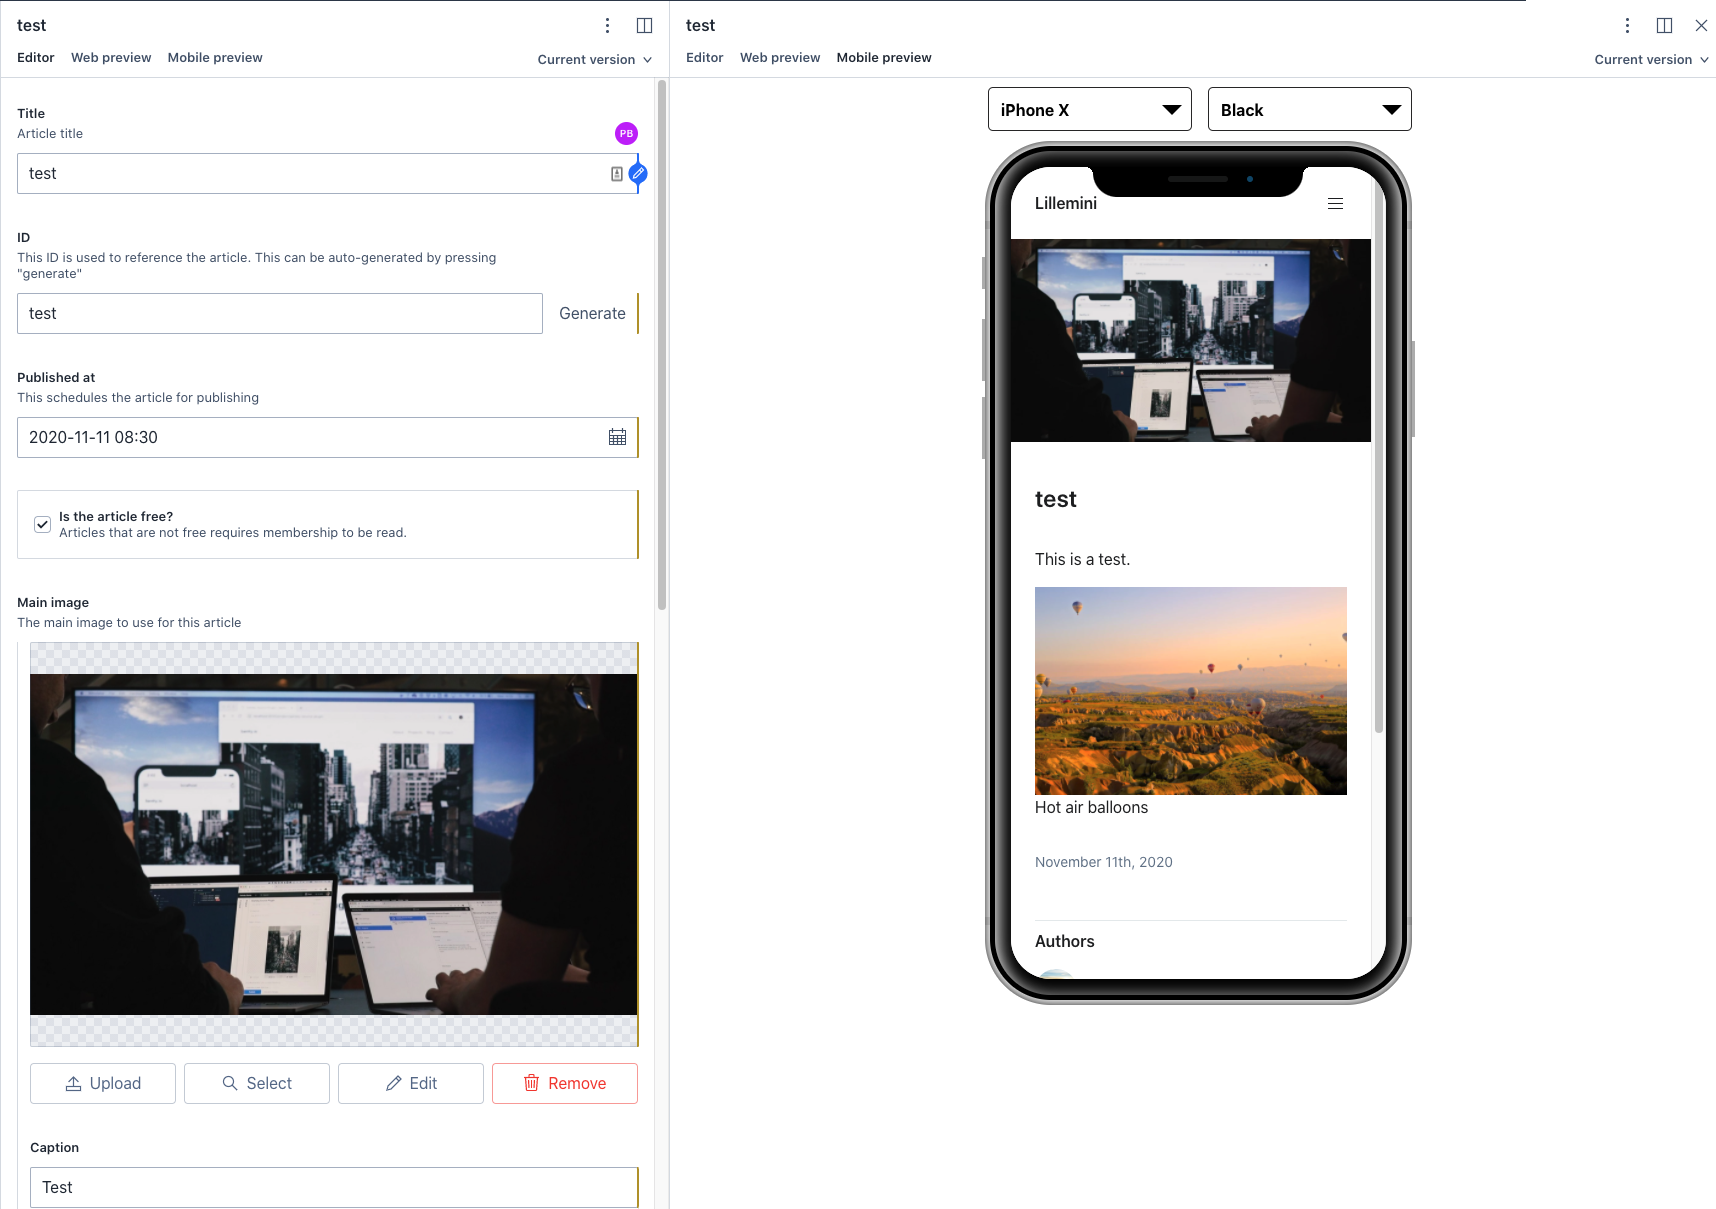 test
Editor Web preview Mobile preview
Current version
Title
Article title
PB
test
ID
This ID is used to reference the article. This can be auto-generated by pressing
"generate"
test
Generate
Published at
This schedules the article for publishing
2020-11-11 08:30
Is the article free?
Articles that are not free requires membership to be read.
Main image
The main image to use for this article
Upload
Select
Edit
Remove
Caption
Test
test
Editor Web preview Mobile preview
Current version
iPhone X
Black
Lillemini
test
This is a test.
Hot air balloons
November 11th, 2020
Authors